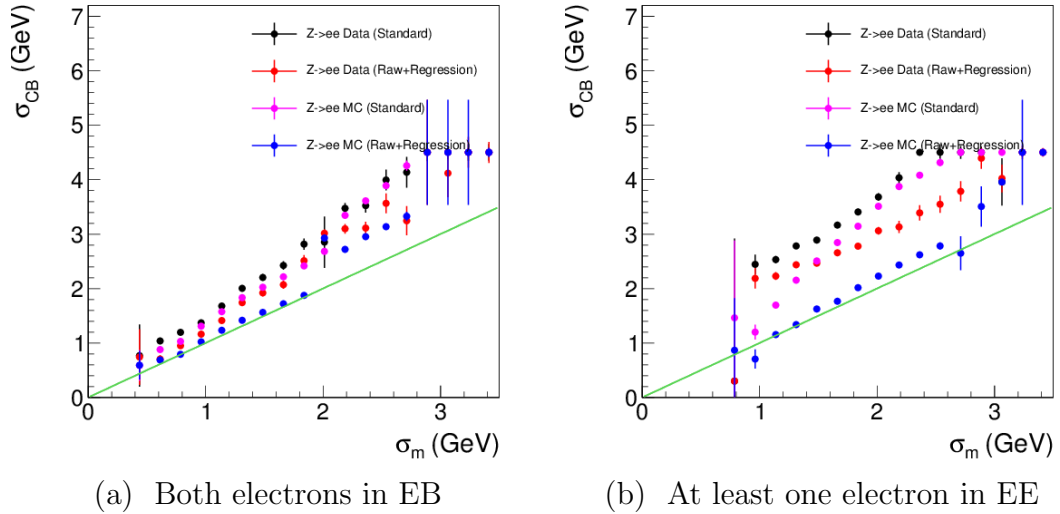 σCB (GeV)
7
6
5
4
3
2
1
0
Z->ee Data (Standard)
Z->ee Data (Raw+Regression)
Z->ee MC (Standard)
Z->ee MC (Raw+Regression)
0 1 2 3
σm (GeV)
(a) Both electrons in EB
σCB (GeV)
7
6
5
4
3
2
1
0
Z->ee Data (Standard)
Z->ee Data (Raw+Regression)
Z->ee MC (Standard)
Z->ee MC (Raw+Regression)
0 1 2 3
σm (GeV)
(b) At least one electron in EE